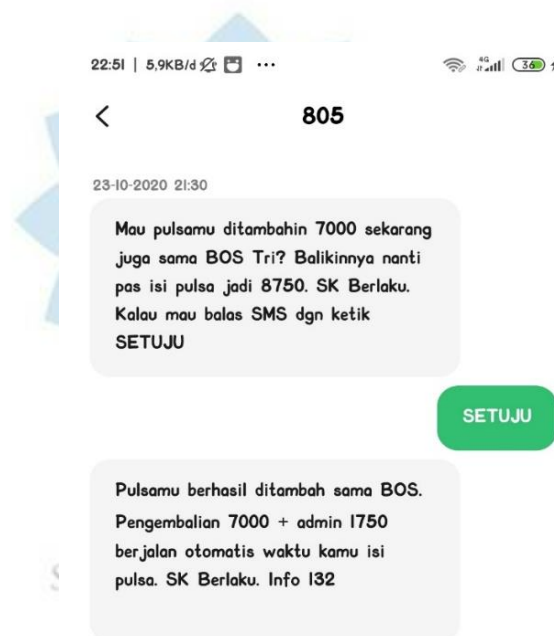 22:51 | 5,9KB/d ...
4G
36
805
23-10-2020 21:30
Mau pulsamu ditambahin 7000 sekarang
juga sama BOS Tri? Balikinnya nanti
pas isi pulsa jadi 8750. SK Berlaku.
Kalau mau balas SMS dgn ketik
SETUJU
SETUJU
Pulsamu berhasil ditambah sama BOS.
Pengembalian 7000 + admin 1750
berjalan otomatis waktu kamu isi
pulsa. SK Berlaku. Info 132